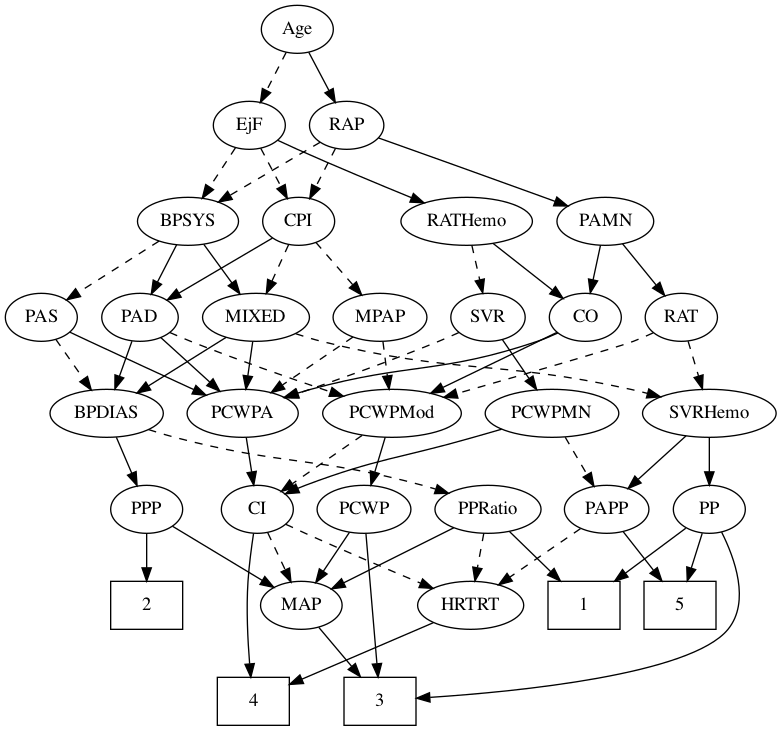 Age
EjF RAP
BPSYS CPI RATHemo PAMN
PAS PAD MIXED MPAP SVR CO RAT
BPDIAS PCWPA PCWPMod PCWPMN SVRHemo
PPP CI PCWP PPRatio PAPP PP
2 MAP HRTRT 1 5
4 3